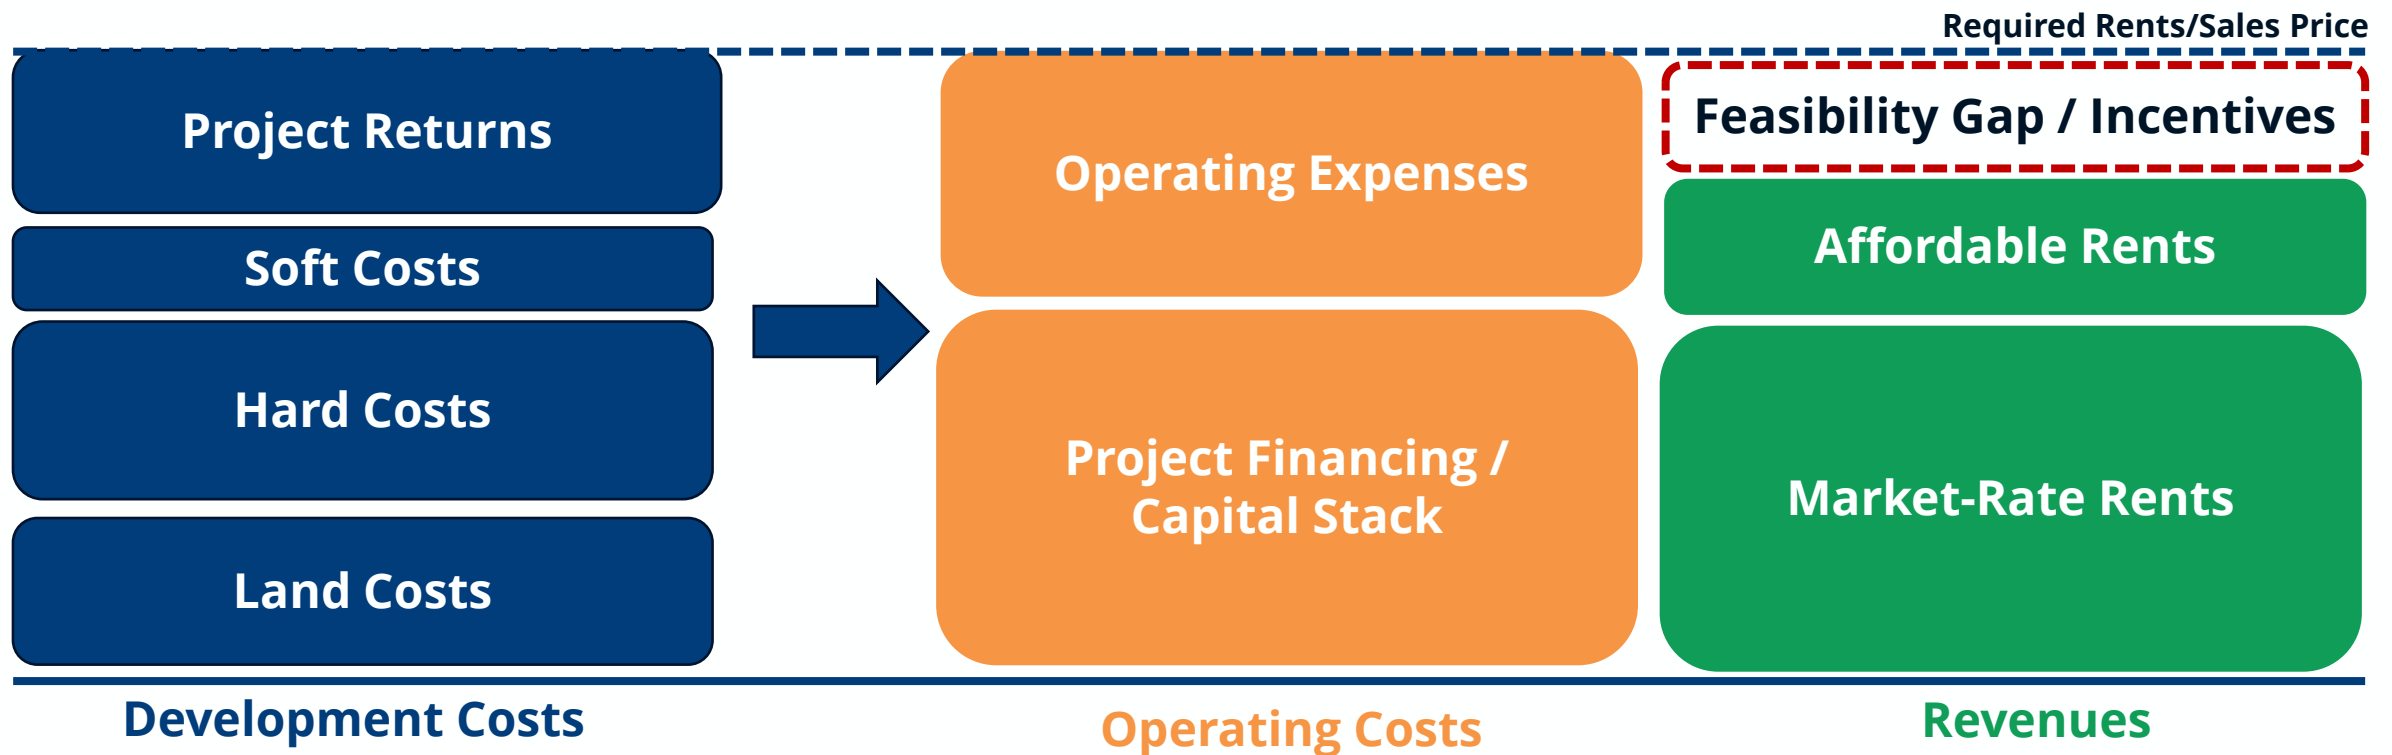 Required Rents/Sales Price
Project Returns
Soft Costs
Hard Costs
Land Costs
Development Costs
Operating Expenses
Project Financing /
Capital Stack
Operating Costs
Feasibility Gap / Incentives
Affordable Rents
Market-Rate Rents
Revenues